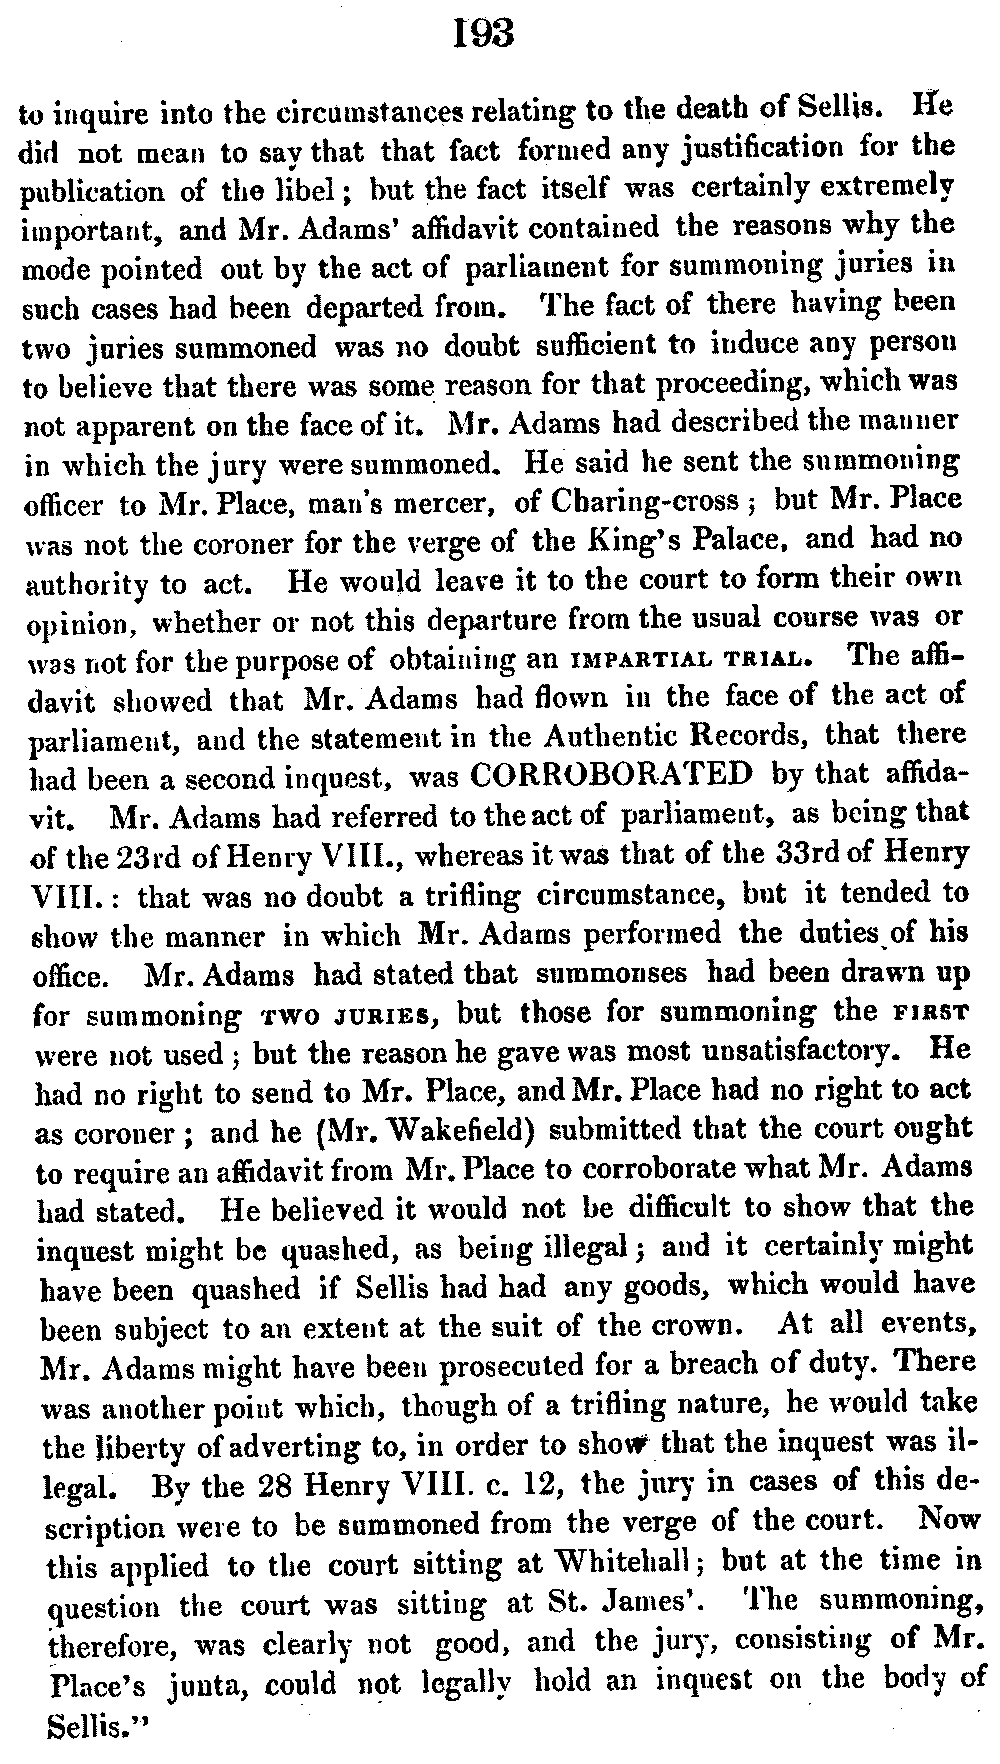 193
to inquire into the circumstances relating to the death of Sellis. He
did not mean to say that that fact formed any justification for the
publication of the libel; but the fact itself was certainly extremely
important, and Mr. Adams' affidavit contained the reasons why the
mode pointed out by the act of parliament for summoning juries in
such cases had been departed from. The fact of there having been
two juries summoned was no doubt sufficient to induce any person
to believe that there was some reason for that proceeding, which was
not apparent on the face of it. Mr. Adams had described the manner
in which the jury were summoned. He said he sent the summoning
officer to Mr. Place, man's mercer, of Charing-cross; but Mr. Place
was not the coroner for the verge of the King's Palace, and had no
authority to act. He would leave it to the court to form their own
opinion, whether or not this departure from the usual course was or
was not for the purpose of obtaining an IMPARTIAL TRIAL. The affi-
davit showed that Mr. Adams had flown in the face of the act of
parliament, and the statement in the Authentic Records, that there
had been a second inquest, was CORROBORATED by that affida-
vit. Mr. Adams had referred to the act of parliament, as being that
of the 23rd of Henry VIII., whereas it was that of the 33rd of Henry
VIII.: that was no doubt a trifling circumstance, but it tended to
show the manner in which Mr. Adams performed the duties of his
office. Mr. Adams had stated that summonses had been drawn up
for summoning TWO JURIES, but those for summoning the FIRST
were not used; but the reason he gave was most unsatisfactory. He
had no right to send to Mr. Place, and Mr. Place had no right to act
as coroner; and he (Mr. Wakefield) submitted that the court ought
to require an affidavit from Mr. Place to corroborate what Mr. Adams
had stated. He believed it would not be difficult to show that the
inquest might be quashed, as being illegal; and it certainly might
have been quashed if Sellis had had any goods, which would have
been subject to an extent at the suit of the crown. At all events,
Mr. Adams might have been prosecuted for a breach of duty. There
was another point which, though of a trifling nature, he would take
the liberty of adverting to, in order to show that the inquest was il-
legal. By the 28 Henry VIII. c. 12, the jury in cases of this de-
scription were to be summoned from the verge of the court. Now
this applied to the court sitting at Whitehall; but at the time in
question the court was sitting at St. James'. The summoning,
therefore, was clearly not good, and the jury, consisting of Mr.
Place's junta, could not legally hold an inquest on the body of
Sellis."